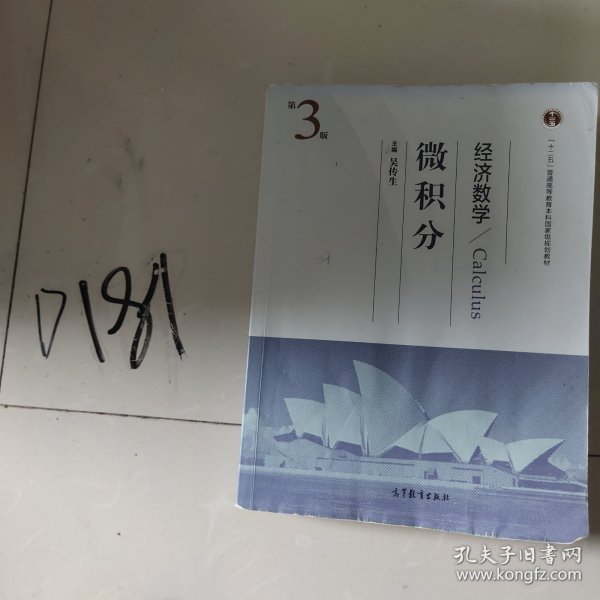 第3版
「十二五」普通高等教育本科国家级规划教材
经济数学/Calculus
微积分
主编 吴传生
高等教育出版社
孔夫子旧书网
www.kongfz.com